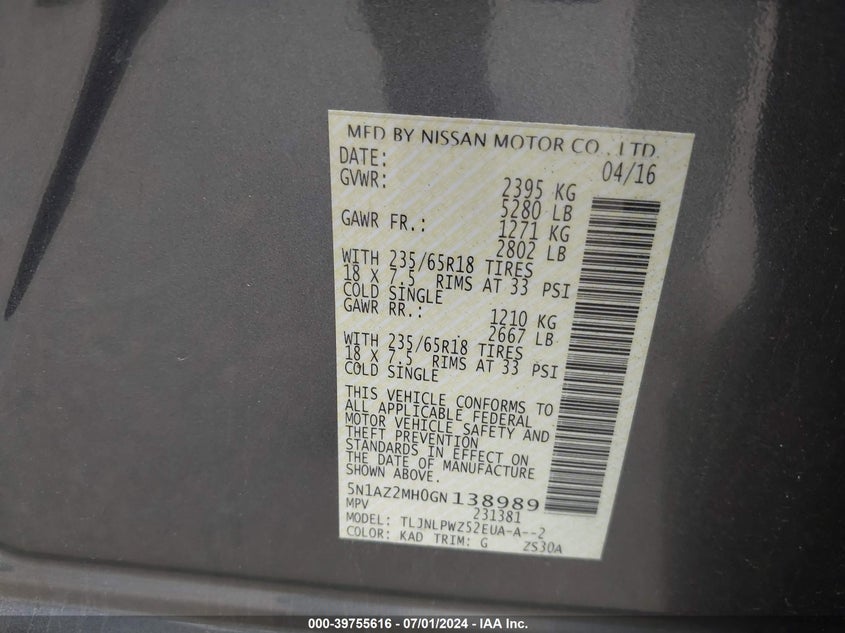 MFD BY NISSAN MOTOR CO., LTD.
DATE: 04/16
GVWR: 2395 KG
5280 LB
GAWR FR.: 1271 KG
2802 LB
WITH 235/65R18 TIRES
18 X 7.5 RIMS AT 33 PSI
COLD SINGLE
GAWR RR.: 1210 KG
2667 LB
WITH 235/65R18 TIRES
18 X 7.5 RIMS AT 33 PSI
COLD SINGLE
THIS VEHICLE CONFORMS TO
ALL APPLICABLE FEDERAL
MOTOR VEHICLE SAFETY AND
THEFT PREVENTION
STANDARDS IN EFFECT ON
THE DATE OF MANUFACTURE
SHOWN ABOVE.
5N1AZ2MH0GN138989
MPV 231381
MODEL: TLJNLPWZ52EUA-A--2
COLOR: KAD TRIM: G ZS30A
000-39755616 - 07/01/2024 - IAA Inc.